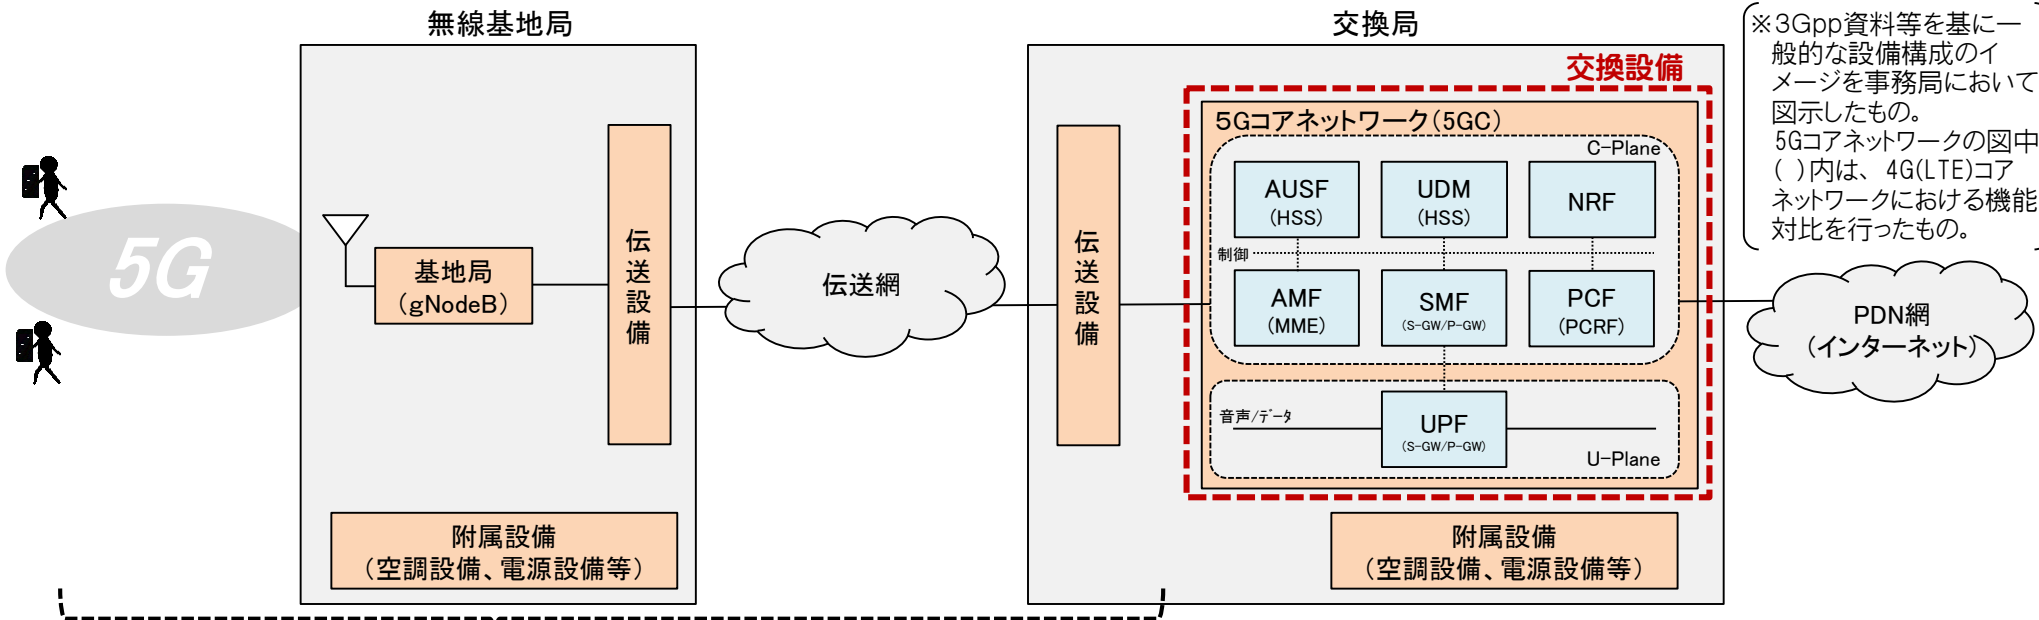 無線基地局
交換局
※3Gpp資料等を基に一
般的な設備構成のイ
メージを事務局において
図示したもの。
5Gコアネットワークの図中
( )内は、4G(LTE)コア
ネットワークにおける機能
対比を行ったもの。
交換設備
5Gコアネットワーク(5GC)
C-Plane
AUSF
(HSS)
UDM
(HSS)
NRF
制御
AMF
(MME)
SMF
(S-GW/P-GW)
PCF
(PCRF)
音声/ﾃﾞｰﾀ
UPF
(S-GW/P-GW)
U-Plane
5G
基地局
(gNodeB)
伝送設備
伝送網
伝送設備
PDN網
(インターネット)
附属設備
(空調設備、電源設備等)
附属設備
(空調設備、電源設備等)